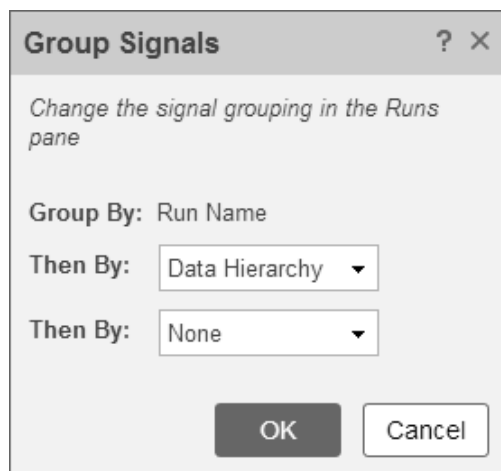 Group Signals ? ×
Change the signal grouping in the Runs
pane
Group By: Run Name
Then By: Data Hierarchy
Then By: None
OK Cancel